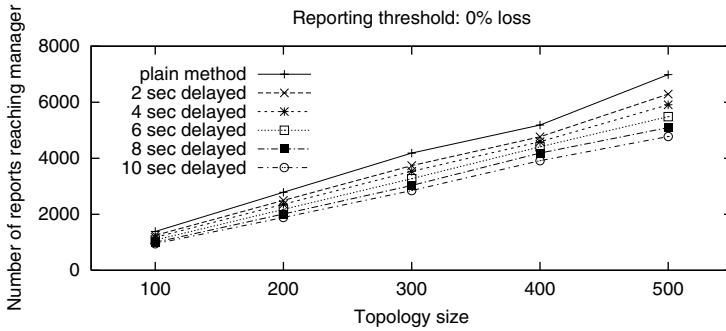 Reporting threshold: 0% loss
Number of reports reaching manager
8000
6000
4000
2000
0
plain method
2 sec delayed
4 sec delayed
6 sec delayed
8 sec delayed
10 sec delayed
100 200 300 400 500
Topology size